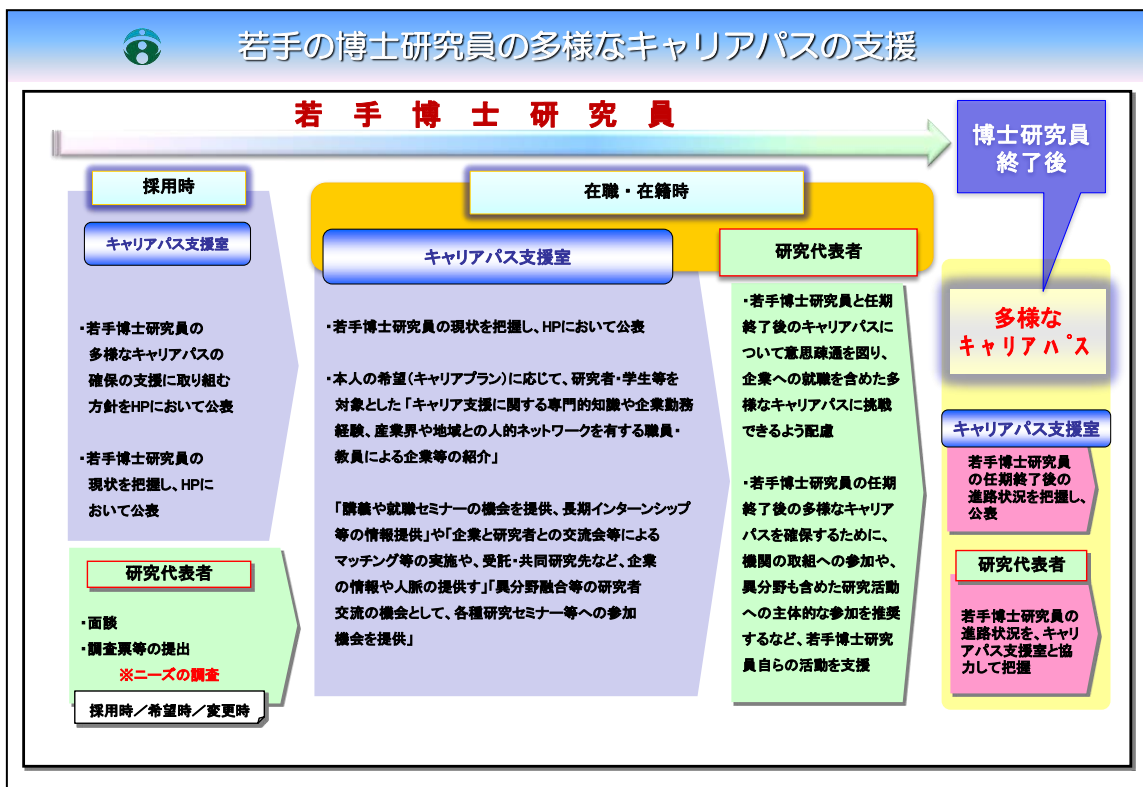 若手の博士研究員の多様なキャリアパスの支援
若手博士研究員
博士研究員
終了後
採用時
キャリアパス支援室
・若手博士研究員の
多様なキャリアパスの
確保の支援に取り組む
方針をHPにおいて公表
・若手博士研究員の
現状を把握し、HPに
おいて公表
研究代表者
・面談
・調査票等の提出
※ニーズの調査
採用時／希望時／変更時
在職・在籍時
キャリアパス支援室
・若手博士研究員の現状を把握し、HPにおいて公表
・本人の希望（キャリアプラン）に応じて、研究者・学生等を
対象とした「キャリア支援に関する専門的知識や企業勤務
経験、産業界や地域との人的ネットワークを有する職員・
教員による企業等の紹介」
「講義や就職セミナーの機会を提供、長期インターンシップ
等の情報提供」や「企業と研究者との交流会等による
マッチング等の実施や、受託・共同研究先など、企業
の情報や人脈の提供す」「異分野融合等の研究者
交流の機会として、各種研究セミナー等への参加
機会を提供」
研究代表者
・若手博士研究員と任期
終了後のキャリアパスに
ついて意思疎通を図り、
企業への就職を含めた多
様なキャリアパスに挑戦
できるよう配慮
・若手博士研究員の任期
終了後の多様なキャリア
パスを確保するために、
機関の取組への参加や、
異分野も含めた研究活動
への主体的な参加を推奨
するなど、若手博士研究
員自らの活動を支援
多様な
キャリアパス
キャリアパス支援室
若手博士研究員
の任期終了後の
進路状況を把握し、
公表
研究代表者
若手博士研究員の
進路状況を、キャリ
アパス支援室と協
力して把握